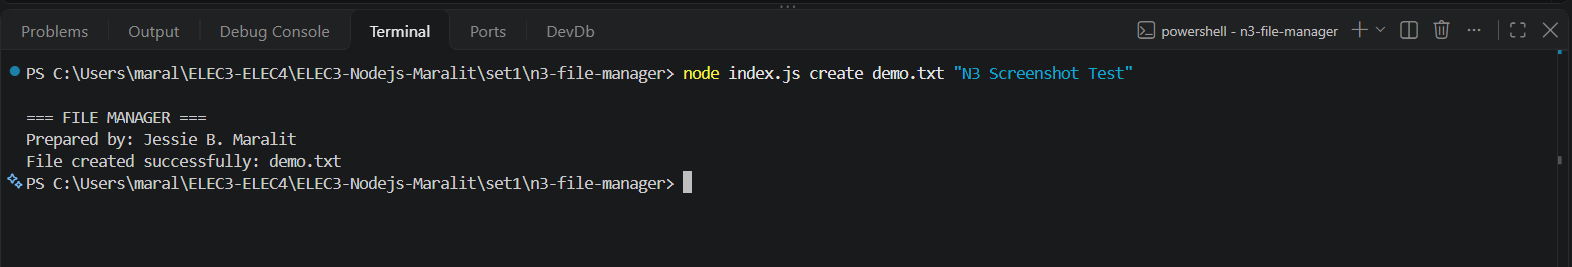 Problems Output Debug Console Terminal Ports DevDb powershell - n3-file-manager
PS C:\Users\maral\ELEC3-ELEC4\ELEC3-Nodejs-Maralit\set1\n3-file-manager> node index.js create demo.txt "N3 Screenshot Test"
=== FILE MANAGER ===
Prepared by: Jessie B. Maralit
File created successfully: demo.txt
PS C:\Users\maral\ELEC3-ELEC4\ELEC3-Nodejs-Maralit\set1\n3-file-manager>